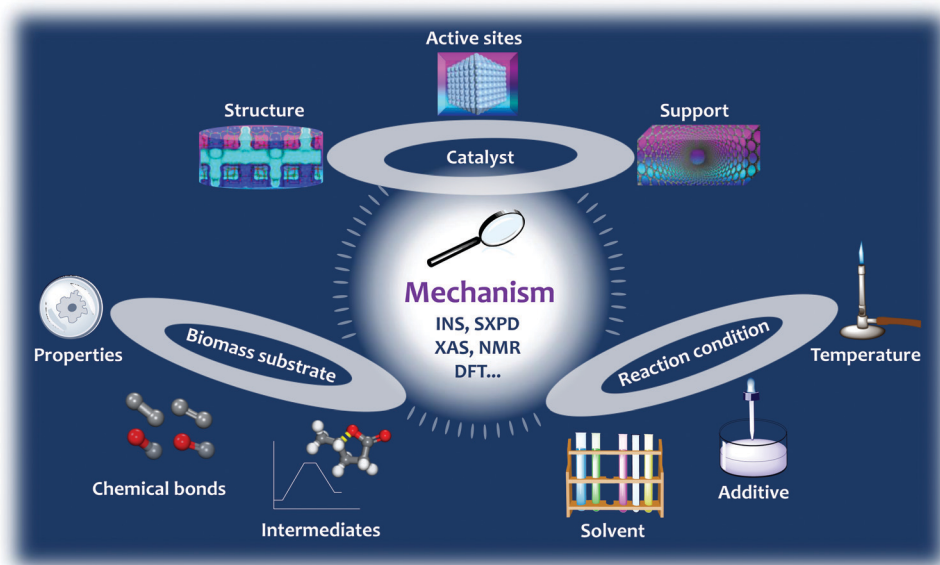 Active sites
Structure
Support
Catalyst
Mechanism
INS, SXPD
XAS, NMR
DFT...
Properties
Biomass substrate
Reaction condition
Temperature
Chemical bonds
Intermediates
Solvent
Additive